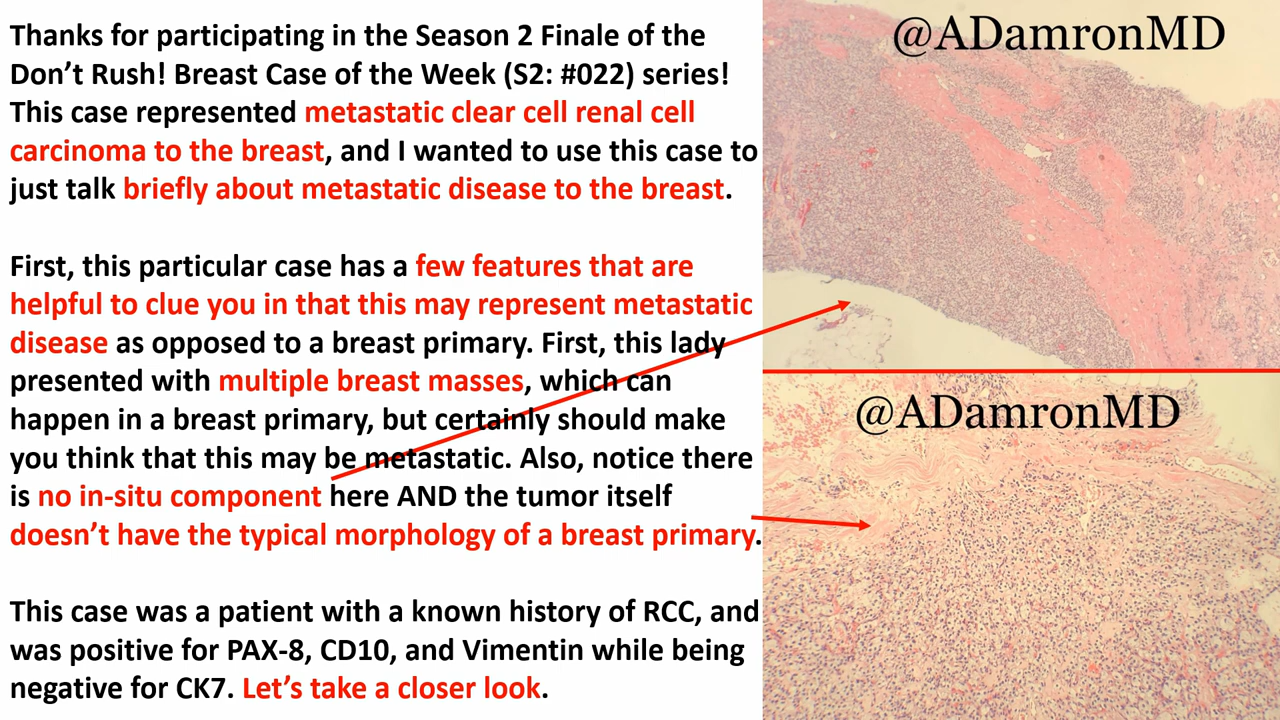 Thanks for participating in the Season 2 Finale of the
Don’t Rush! Breast Case of the Week (S2: #022) series!
This case represented metastatic clear cell renal cell
carcinoma to the breast, and I wanted to use this case to
just talk briefly about metastatic disease to the breast.
First, this particular case has a few features that are
helpful to clue you in that this may represent metastatic
disease as opposed to a breast primary. First, this lady
presented with multiple breast masses, which can
happen in a breast primary, but certainly should make
you think that this may be metastatic. Also, notice there
is no in-situ component here AND the tumor itself
doesn’t have the typical morphology of a breast primary.
This case was a patient with a known history of RCC, and
was positive for PAX-8, CD10, and Vimentin while being
negative for CK7. Let’s take a closer look.
@ADamronMD
@ADamronMD